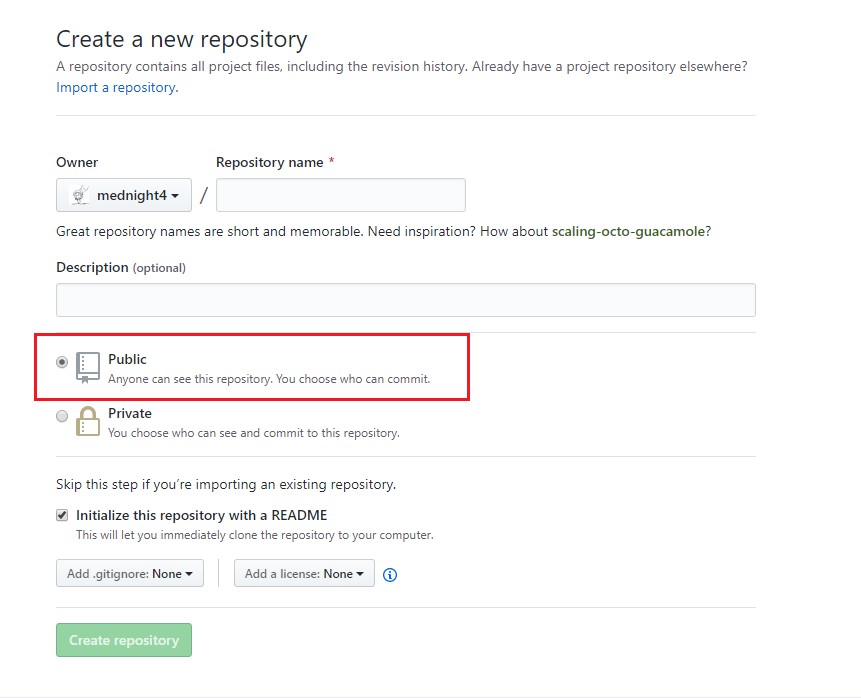 Create a new repository
A repository contains all project files, including the revision history. Already have a project repository elsewhere?
Import a repository.
Owner
Repository name *
mednight4
/
Great repository names are short and memorable. Need inspiration? How about scaling-octo-guacamole?
Description (optional)
Public
Anyone can see this repository. You choose who can commit.
Private
You choose who can see and commit to this repository.
Skip this step if you’re importing an existing repository.
Initialize this repository with a README
This will let you immediately clone the repository to your computer.
Add .gitignore: None
Add a license: None
Create repository